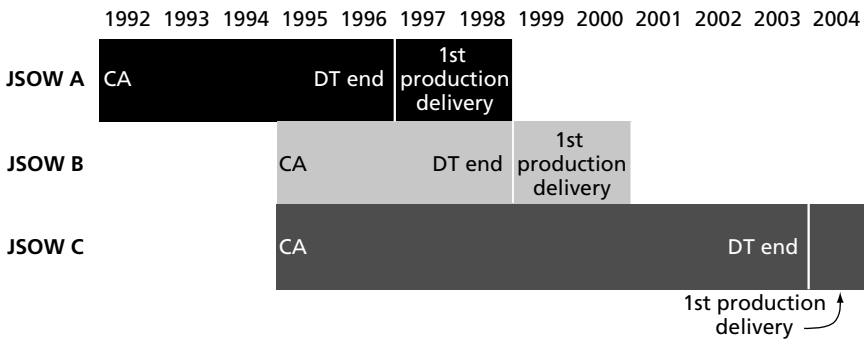 1992 1993 1994 1995 1996 1997 1998 1999 2000 2001 2002 2003 2004
JSOW A
CA
DT end
1st
production
delivery
JSOW B
CA
DT end
1st
production
delivery
JSOW C
CA
DT end
1st production
delivery